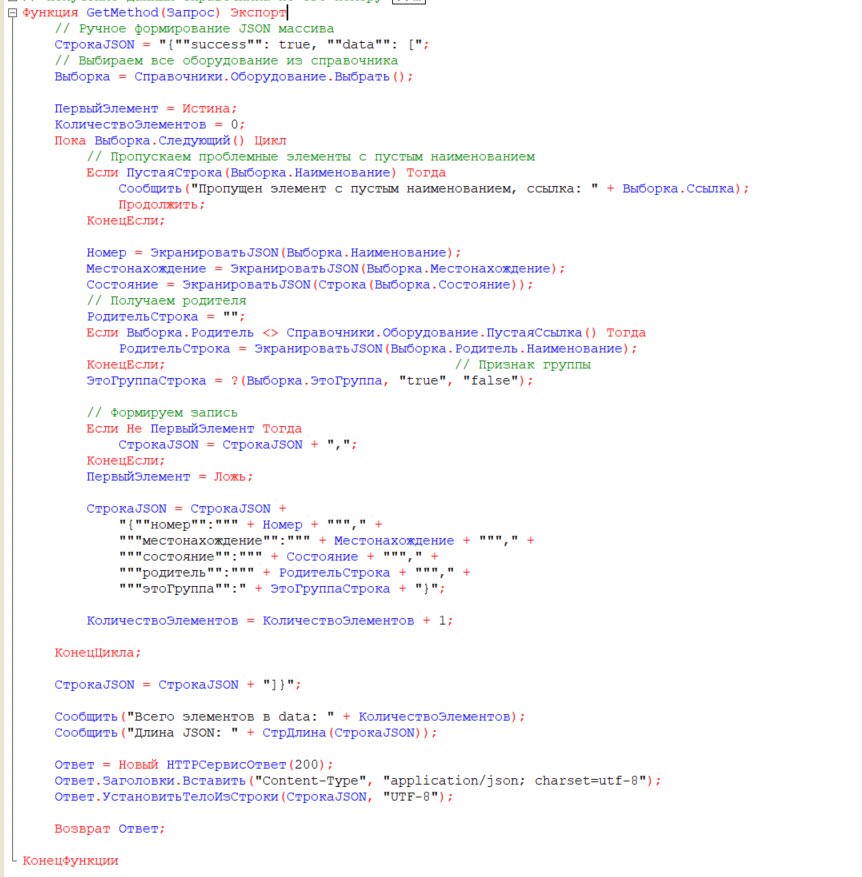 Функция GetMethod(Запрос) Экспорт
// Ручное формирование JSON массива
СтрокаJSON = "{""success"": true, ""data"": [";
// Выбираем все оборудование из справочника
Выборка = Справочники.Оборудование.Выбрать();
ПервыйЭлемент = Истина;
КоличествоЭлементов = 0;
Пока Выборка.Следующий() Цикл
// Пропускаем проблемные элементы с пустым наименованием
Если ПустаяСтрока(Выборка.Наименование) Тогда
Сообщить("Пропущен элемент с пустым наименованием, ссылка: " + Выборка.Ссылка);
Продолжить;
КонецЕсли;
Номер = ЭкранироватьJSON(Выборка.Наименование);
Местонахождение = ЭкранироватьJSON(Выборка.Местонахождение);
Состояние = ЭкранироватьJSON(Строка(Выборка.Состояние));
// Получаем родителя
РодительСтрока = "";
Если Выборка.Родитель <> Справочники.Оборудование.ПустаяСсылка() Тогда
РодительСтрока = ЭкранироватьJSON(Выборка.Родитель.Наименование);
КонецЕсли; // Признак группы
ЭтоГруппаСтрока = ?(Выборка.ЭтоГруппа, "true", "false");
// Формируем запись
Если Не ПервыйЭлемент Тогда
СтрокаJSON = СтрокаJSON + ",";
КонецЕсли;
ПервыйЭлемент = Ложь;
СтрокаJSON = СтрокаJSON +
"{""номер"":""" + Номер + """," +
"""местонахождение"":""" + Местонахождение + """," +
"""состояние"":""" + Состояние + """," +
"""родитель"":""" + РодительСтрока + """," +
"""этоГруппа"":" + ЭтоГруппаСтрока + "}";
КоличествоЭлементов = КоличествоЭлементов + 1;
КонецЦикла;
СтрокаJSON = СтрокаJSON + "]}";
Сообщить("Всего элементов в data: " + КоличествоЭлементов);
Сообщить("Длина JSON: " + СтрДлина(СтрокаJSON));
Ответ = Новый HTTPСервисОтвет(200);
Ответ.Заголовки.Вставить("Content-Type", "application/json; charset=utf-8");
Ответ.УстановитьТелоИзСтроки(СтрокаJSON, "UTF-8");
Возврат Ответ;
КонецФункции